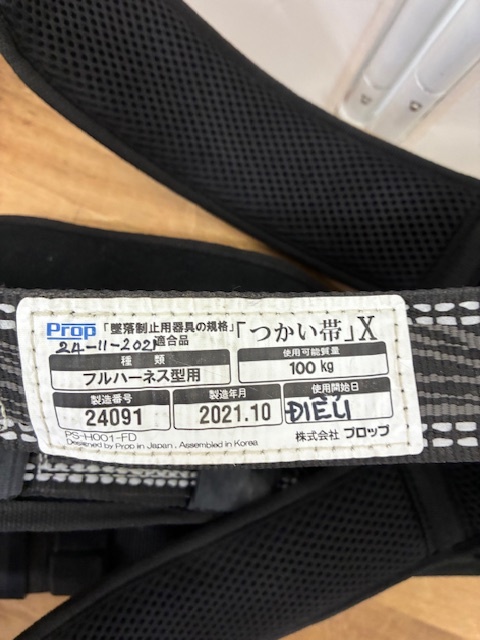 Prop 「墜落制止用器具の規格」適合品 「つかい帯」X
24-11-2021
種類
フルハーネス型用
使用可能質量
100 kg
製造番号
24091
製造年月
2021.10
使用開始日
ĐIELI
PS-H001-FD
Designed by Prop in Japan. Assembled in Korea
株式会社 プロップ